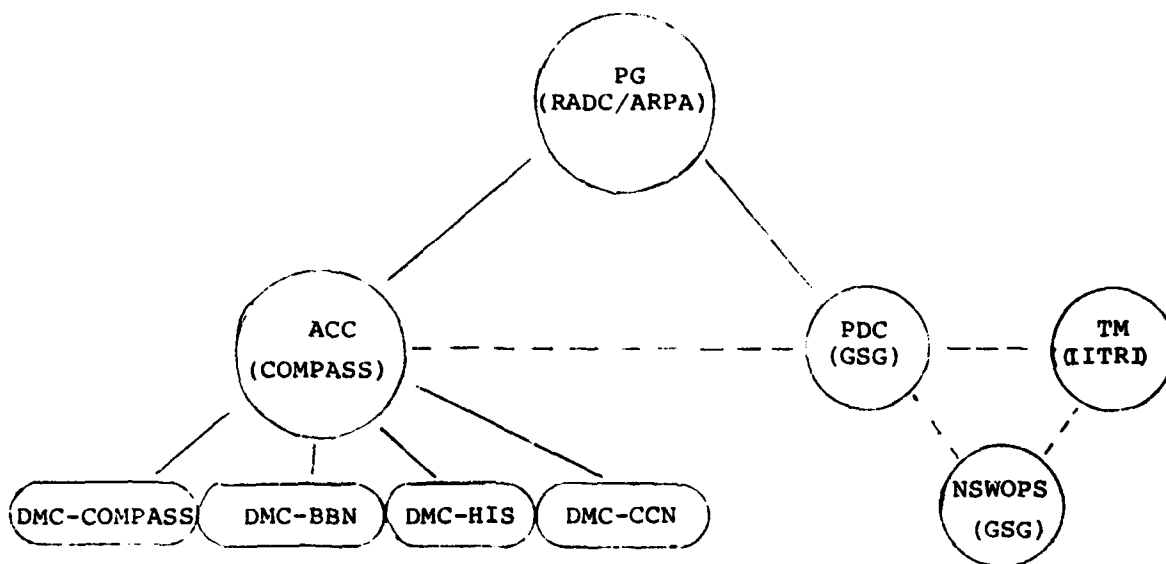 PG
(RADC/ARPA)
ACC
(COMPASS)
PDC
(GSG)
TM
(IITRI)
DMC-COMPASS
DMC-BBN
DMC-HIS
DMC-CCN
NSWOPS
(GSG)